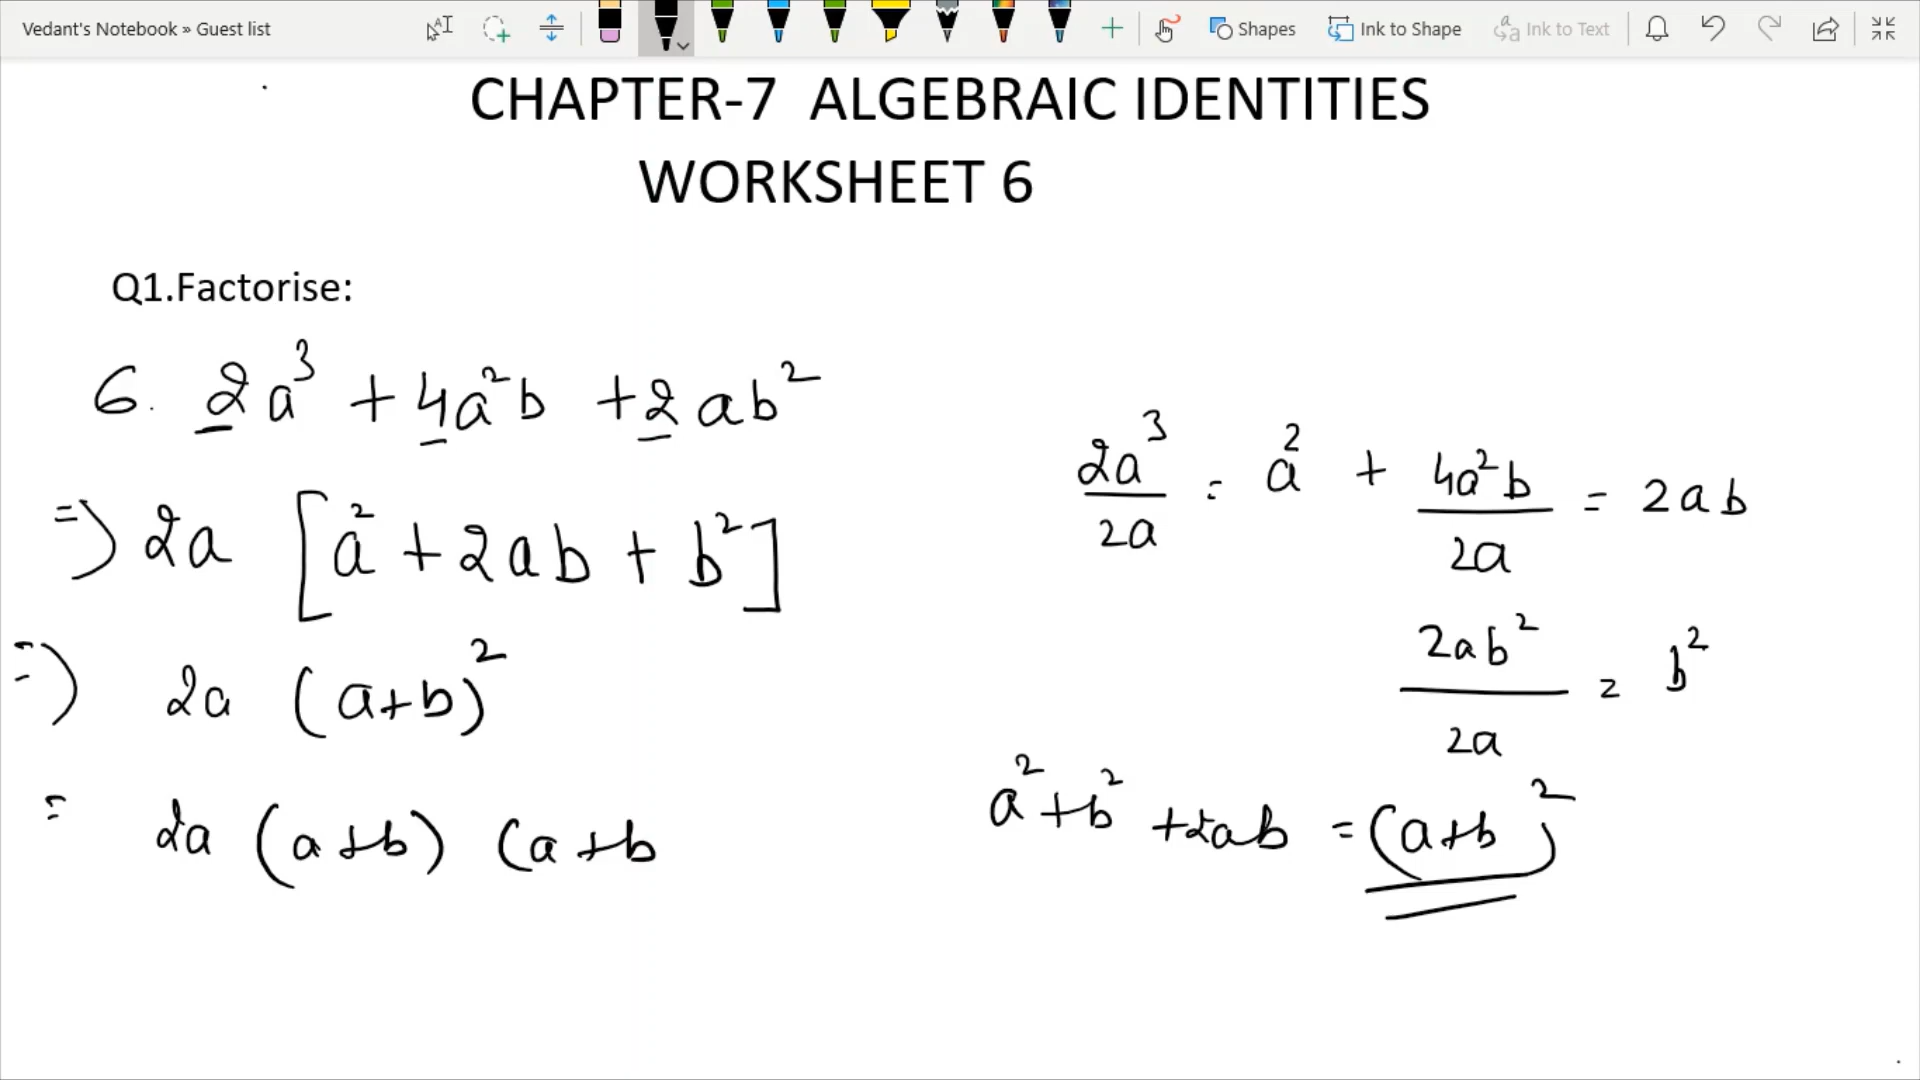 Vedant's Notebook » Guest list
Shapes Ink to Shape Ink to Text
CHAPTER-7 ALGEBRAIC IDENTITIES
WORKSHEET 6
Q1.Factorise:
6. 2a³ + 4a²b + 2ab²
=> 2a [a² + 2ab + b²]
=> 2a (a+b)²
= 2a (a+b) (a+b
2a³/2a = a² + 4a²b/2a = 2ab
2ab²/2a = b²
a² + b² + 2ab = (a+b)²